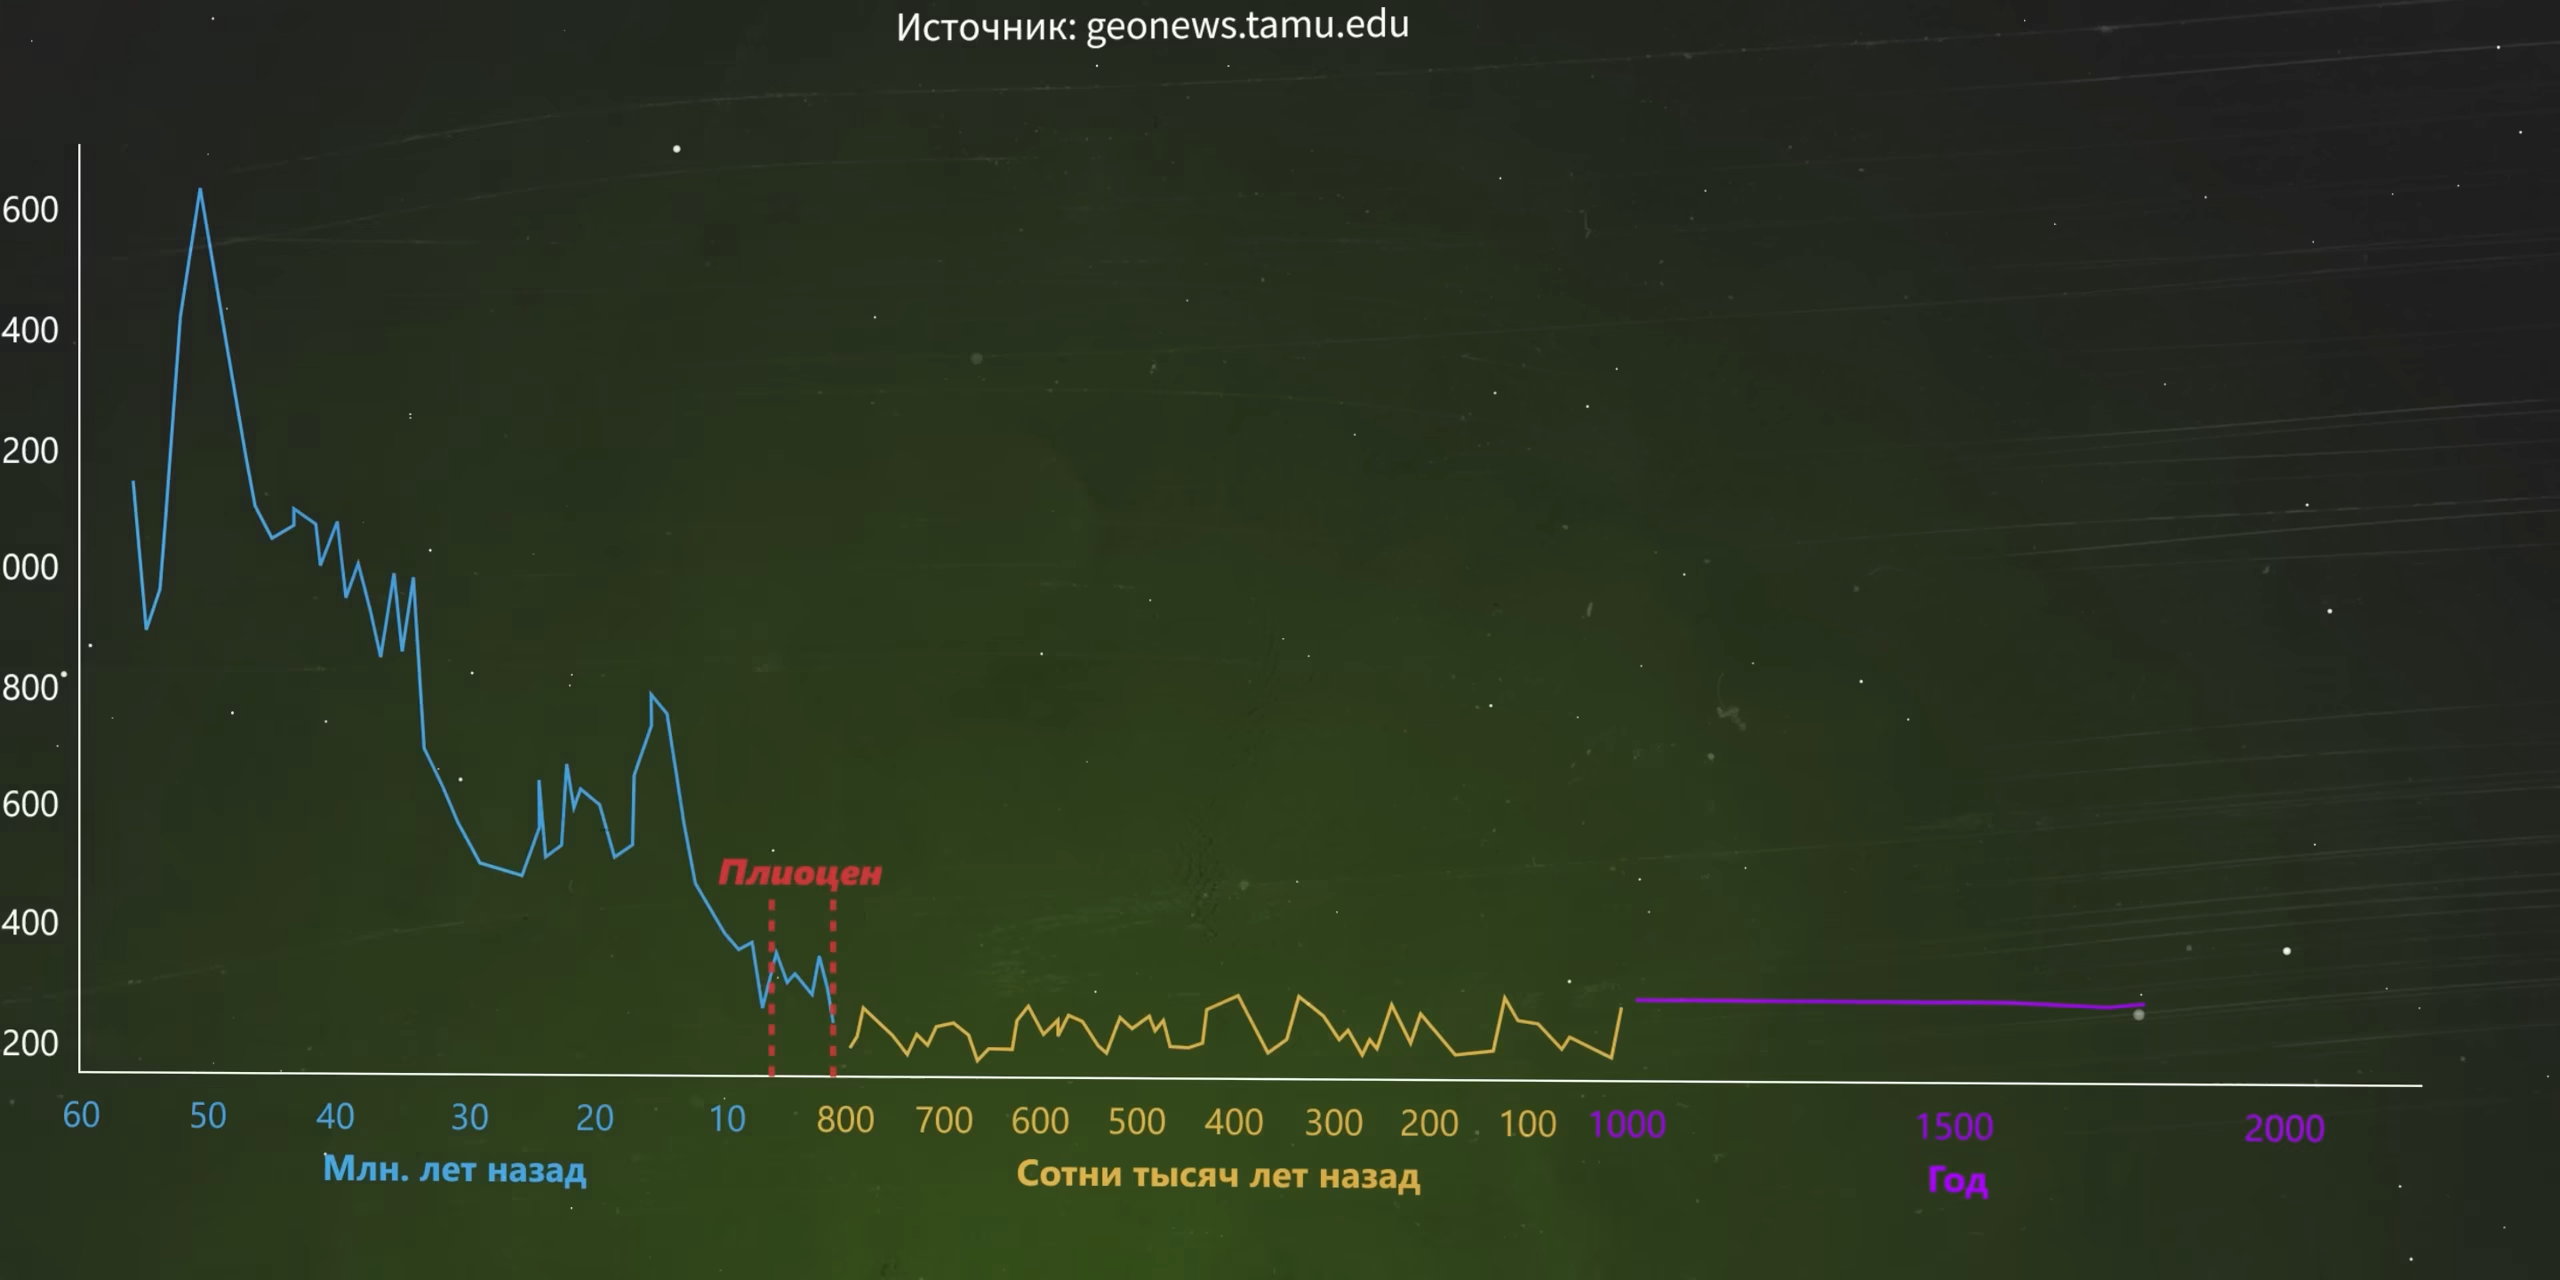 Источник: geonews.tamu.edu
600
400
200
000
800
600
400
200
Плиоцен
60 50 40 30 20 10 800 700 600 500 400 300 200 100 1000 1500 2000
Млн. лет назад Сотни тысяч лет назад Год